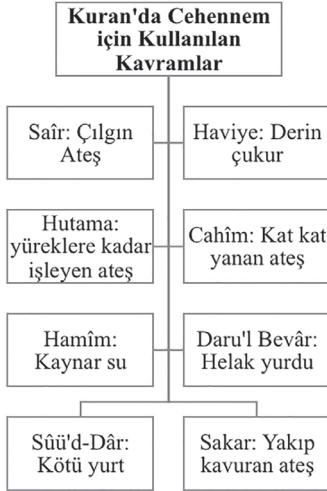 Kuran'da Cehennem
için Kullanılan
Kavramlar
Saîr: Çılgın
Ateş
Haviye: Derin
çukur
Hutama:
yüreklere kadar
işleyen ateş
Cahîm: Kat kat
yanan ateş
Hamîm:
Kaynar su
Daru'l Bevâr:
Helak yurdu
Sûü'd-Dâr:
Kötü yurt
Sakar: Yakıp
kavuran ateş